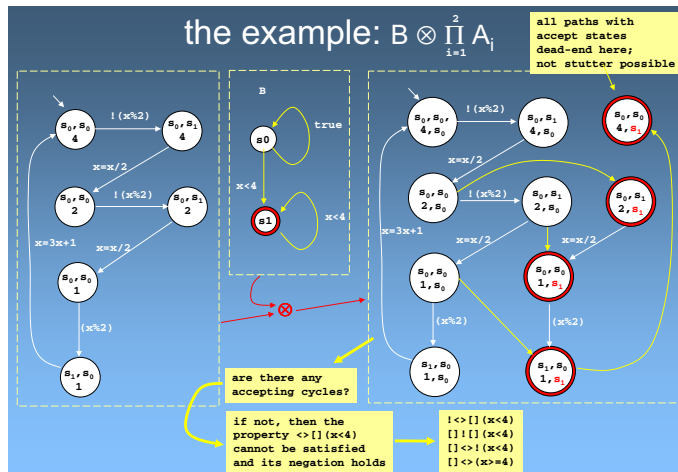 the example: B ⊗ ∏ᵢ₌₁² Aᵢ
all paths with
accept states
dead-end here;
not stutter possible
s₀,s₀
4
!(x%2)
s₀,s₁
4
x=x/2
s₀,s₀
2
!(x%2)
s₀,s₁
2
x=3x+1
x=x/2
s₀,s₀
1
(x%2)
s₁,s₀
1
B
s0
true
x<4
s1
x<4
⊗
s₀,s₀,
4,s₀
!(x%2)
s₀,s₁
4,s₀
s₀,s₀
4,s₁
x=x/2
s₀,s₀
2,s₀
!(x%2)
s₀,s₁
2,s₀
s₀,s₁
2,s₁
x=3x+1
x=x/2
x=x/2
s₀,s₀
1,s₀
s₀,s₀
1,s₁
(x%2)
(x%2)
s₁,s₀
1,s₀
s₁,s₀
1,s₁
are there any
accepting cycles?
if not, then the
property <>[](x<4)
cannot be satisfied
and its negation holds
!<>[](x<4)
[]![](x<4)
[]<>!(x<4)
[]<>(x>=4)